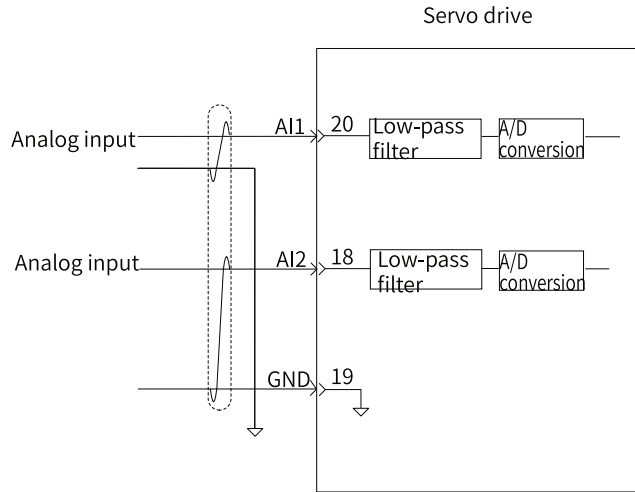 Servo drive
Analog input
AI1
20
Low-pass
filter
A/D
conversion
Analog input
AI2
18
Low-pass
filter
A/D
conversion
GND
19